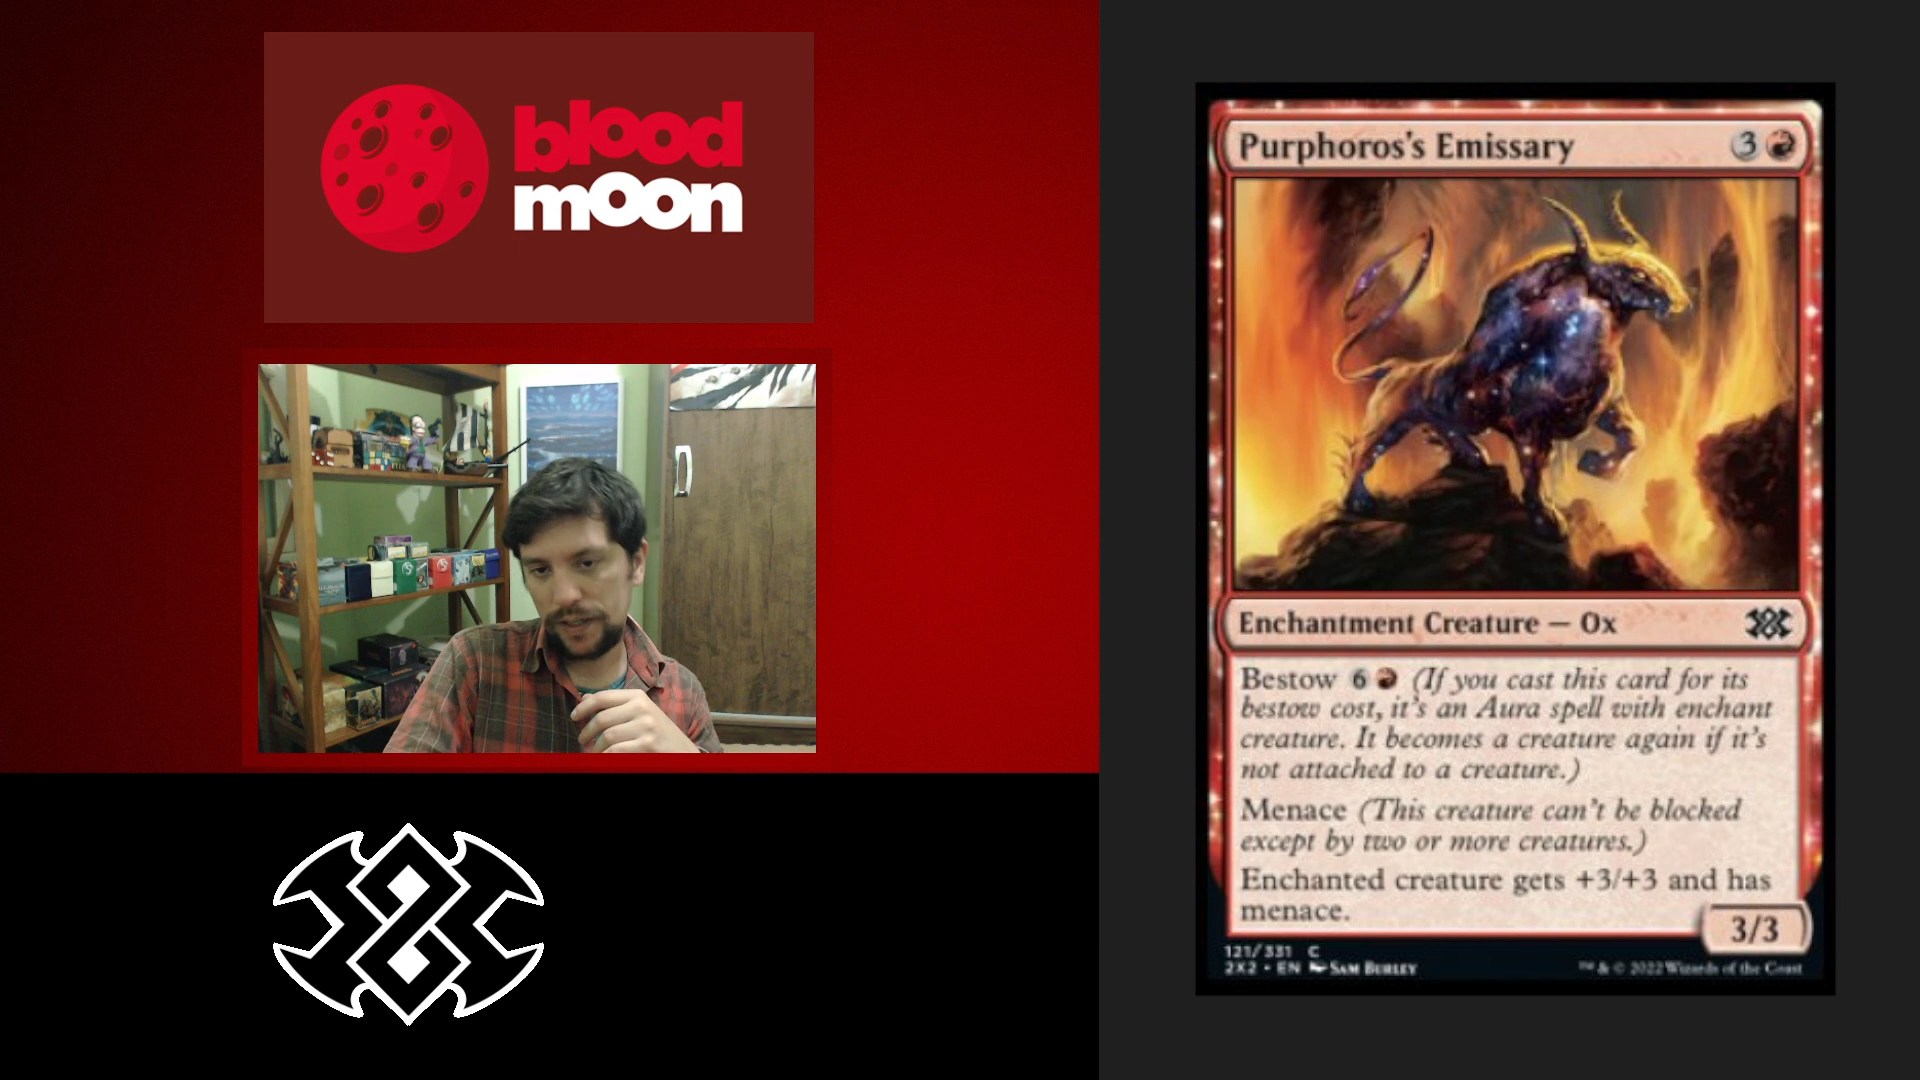 blood
moon
Purphoros's Emissary 3
Enchantment Creature — Ox
Bestow 6 (If you cast this card for its
bestow cost, it's an Aura spell with enchant
creature. It becomes a creature again if it's
not attached to a creature.)
Menace (This creature can't be blocked
except by two or more creatures.)
Enchanted creature gets +3/+3 and has
menace.
3/3
121/331 C
2X2 • EN Sam Burley
™ & © 2022 Wizards of the Coast